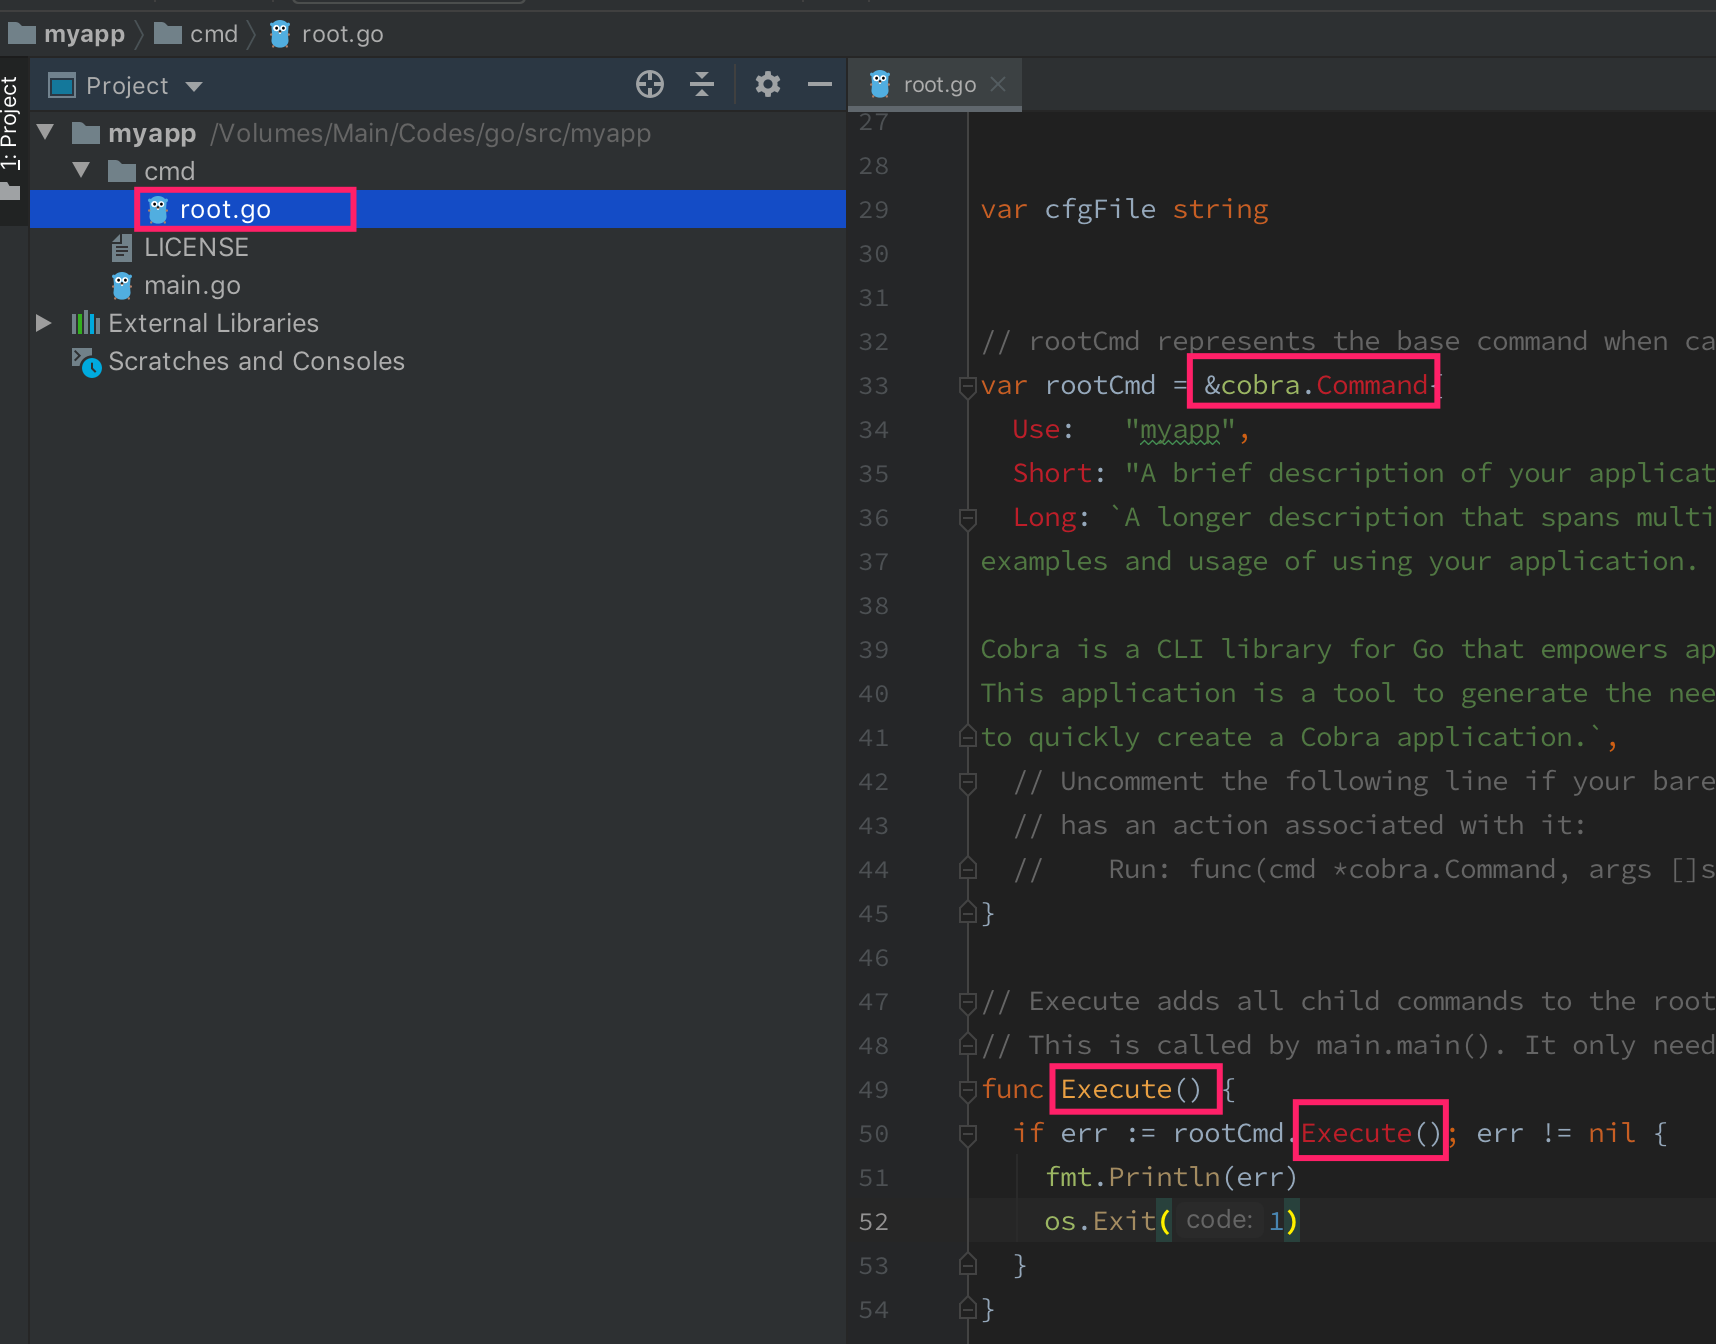 myapp cmd root.go
1: Project
Project
myapp /Volumes/Main/Codes/go/src/myapp
cmd
root.go
LICENSE
main.go
External Libraries
Scratches and Consoles
root.go
27
28
29 var cfgFile string
30
31
32 // rootCmd represents the base command when ca
33 var rootCmd = &cobra.Command{
34 Use:   "myapp",
35 Short: "A brief description of your applicat
36 Long: `A longer description that spans multi
37 examples and usage of using your application.
38
39 Cobra is a CLI library for Go that empowers ap
40 This application is a tool to generate the nee
41 to quickly create a Cobra application.`,
42 // Uncomment the following line if your bare
43 // has an action associated with it:
44 //    Run: func(cmd *cobra.Command, args []s
45 }
46
47 // Execute adds all child commands to the root
48 // This is called by main.main(). It only need
49 func Execute() {
50 if err := rootCmd.Execute(); err != nil {
51 fmt.Println(err)
52 os.Exit( code: 1)
53 }
54 }